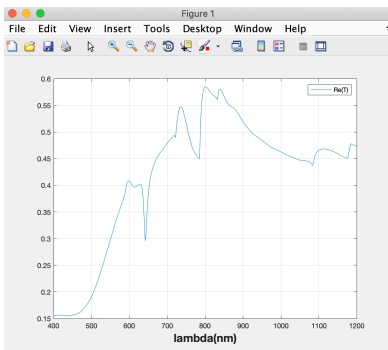 Figure 1
File Edit View Insert Tools Desktop Window Help
0.6
Re(T)
0.55
0.5
0.45
0.4
0.35
0.3
0.25
0.2
0.15
400 500 600 700 800 900 1000 1100 1200
lambda(nm)